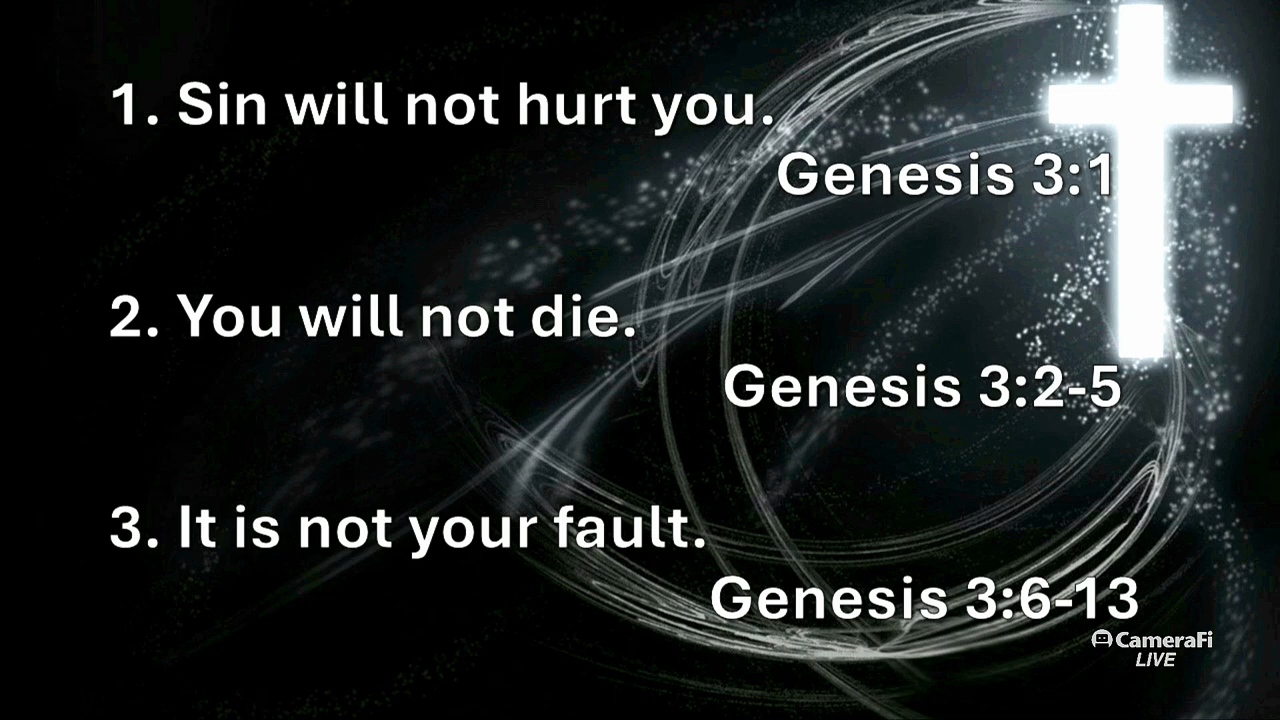 1. Sin will not hurt you.
Genesis 3:1
2. You will not die.
Genesis 3:2-5
3. It is not your fault.
Genesis 3:6-13
CameraFi
LIVE